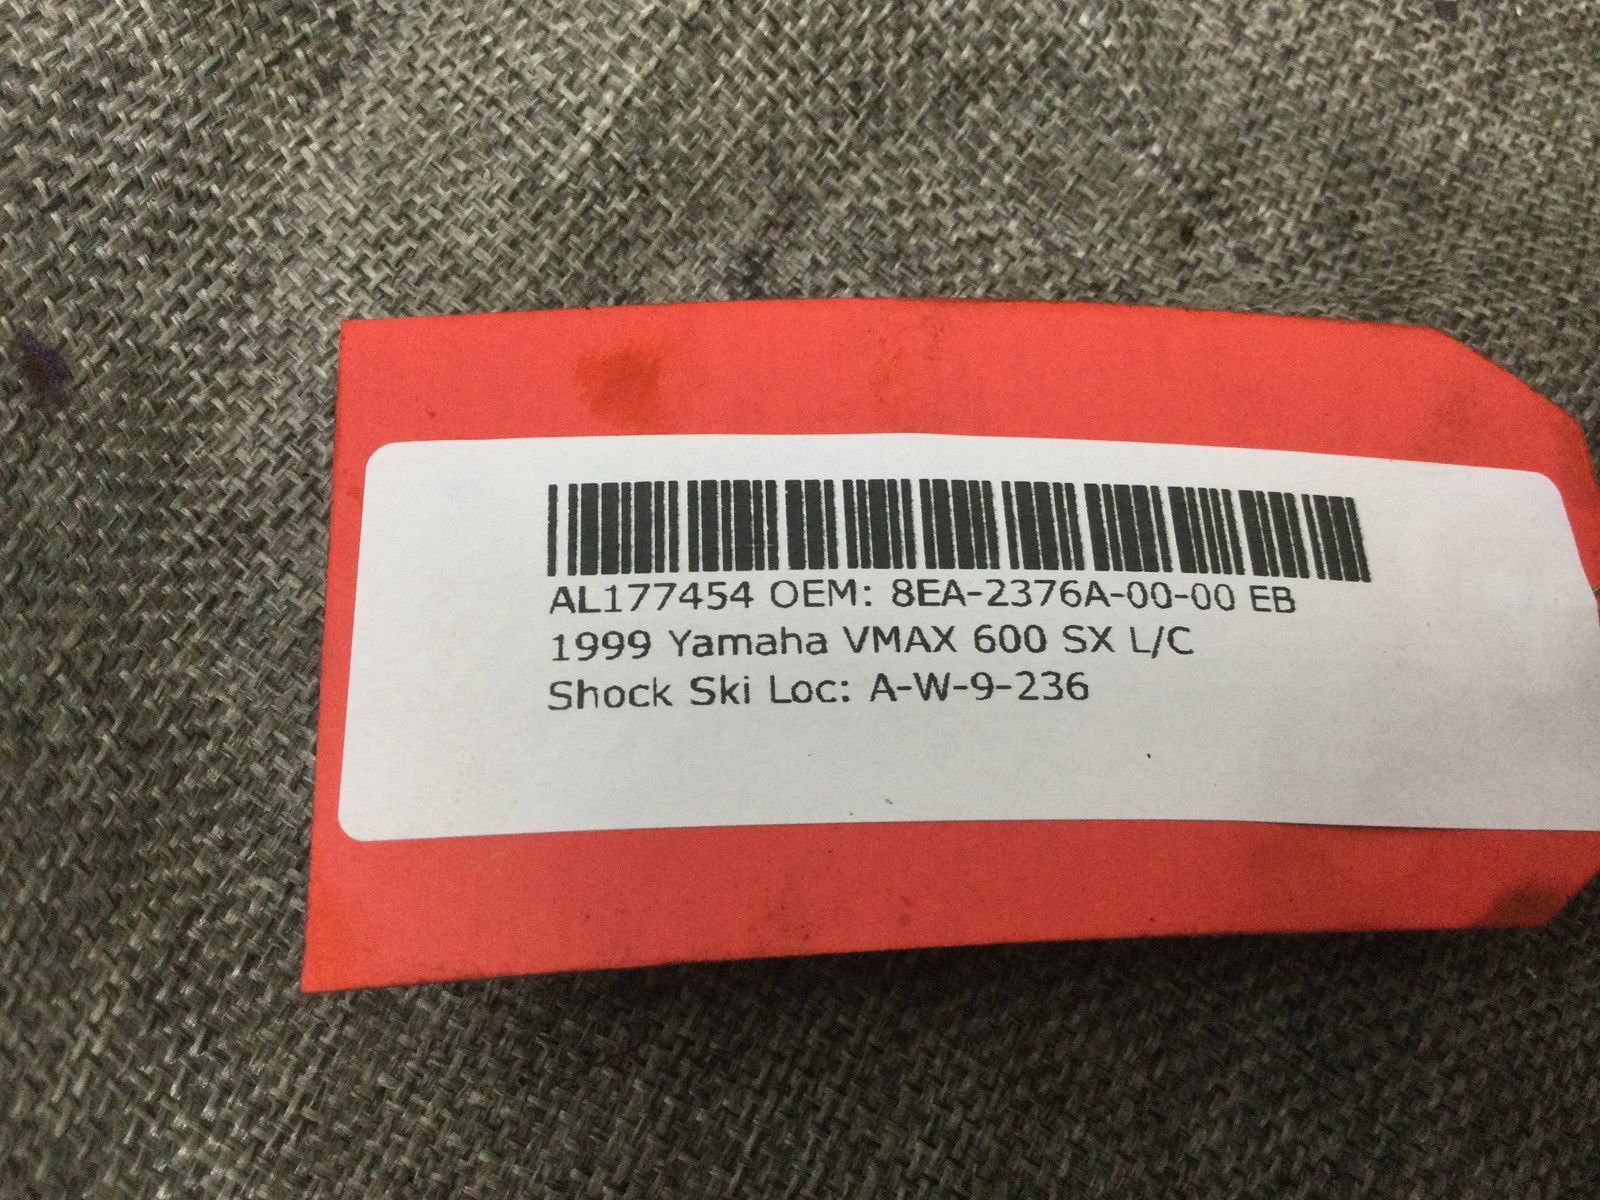 AL177454 OEM: 8EA-2376A-00-00 EB
1999 Yamaha VMAX 600 SX L/C
Shock Ski Loc: A-W-9-236